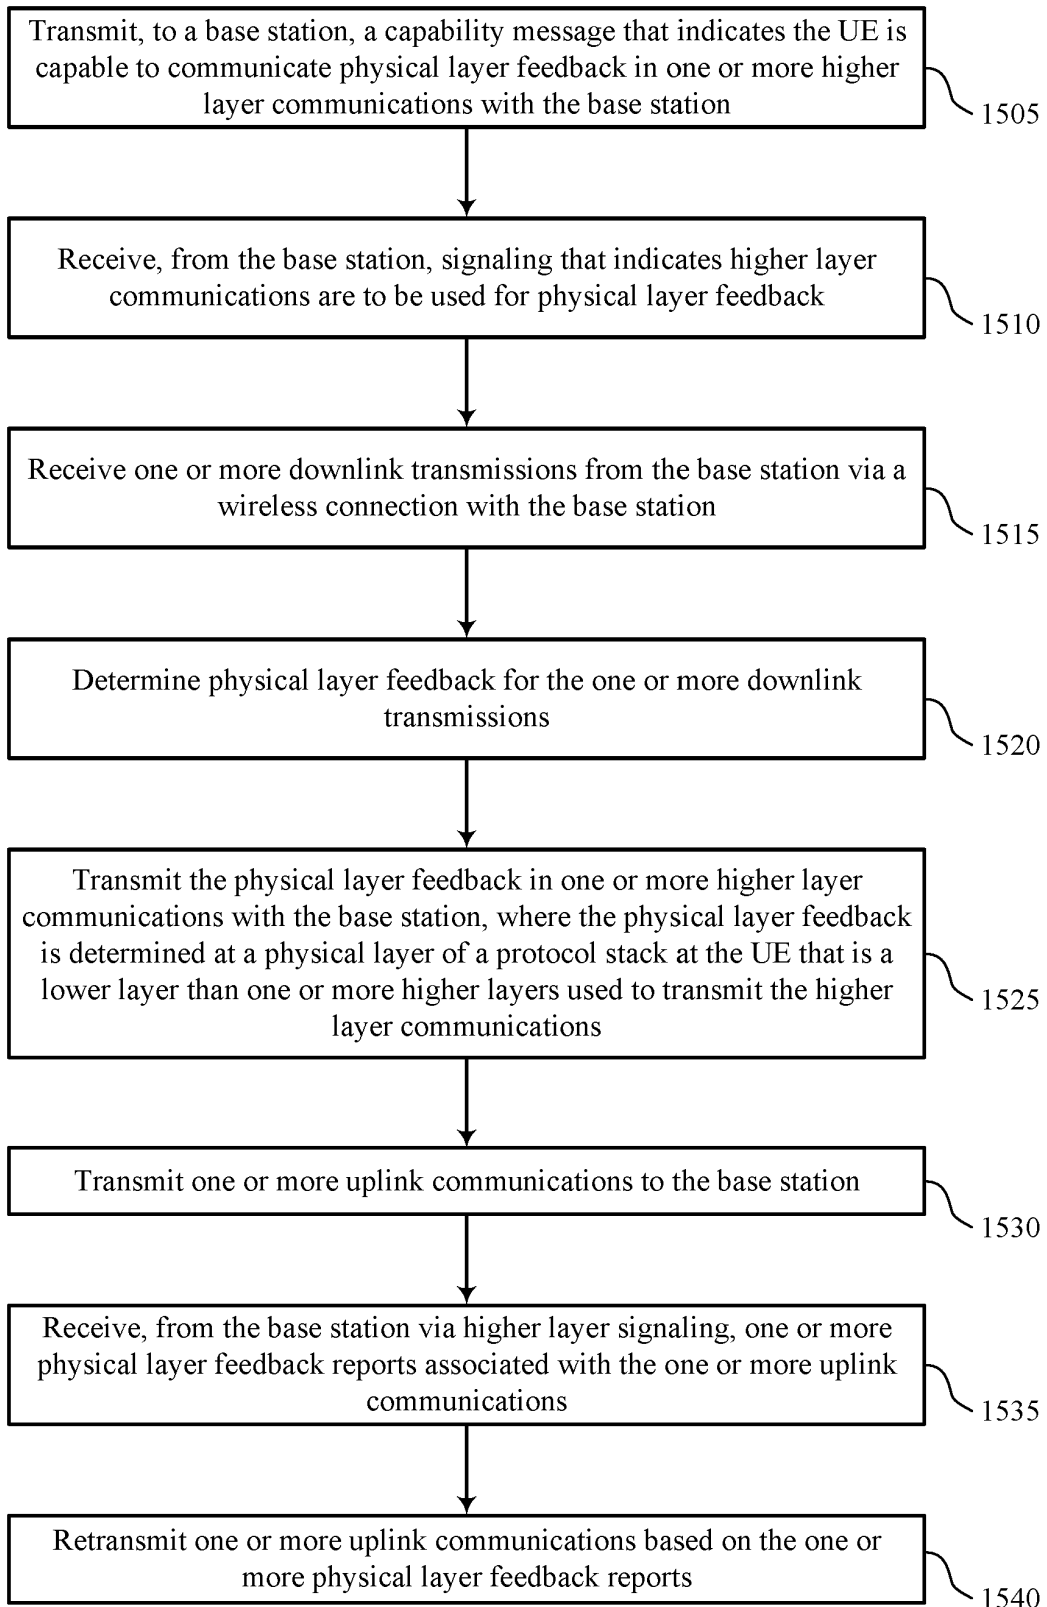 Transmit, to a base station, a capability message that indicates the UE is
capable to communicate physical layer feedback in one or more higher
layer communications with the base station
1505
Receive, from the base station, signaling that indicates higher layer
communications are to be used for physical layer feedback
1510
Receive one or more downlink transmissions from the base station via a
wireless connection with the base station
1515
Determine physical layer feedback for the one or more downlink
transmissions
1520
Transmit the physical layer feedback in one or more higher layer
communications with the base station, where the physical layer feedback
is determined at a physical layer of a protocol stack at the UE that is a
lower layer than one or more higher layers used to transmit the higher
layer communications
1525
Transmit one or more uplink communications to the base station
1530
Receive, from the base station via higher layer signaling, one or more
physical layer feedback reports associated with the one or more uplink
communications
1535
Retransmit one or more uplink communications based on the one or
more physical layer feedback reports
1540